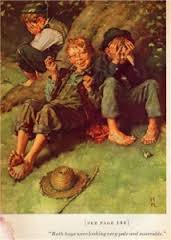 [SEE PAGE
"Both boys were looking very pale and miserable."